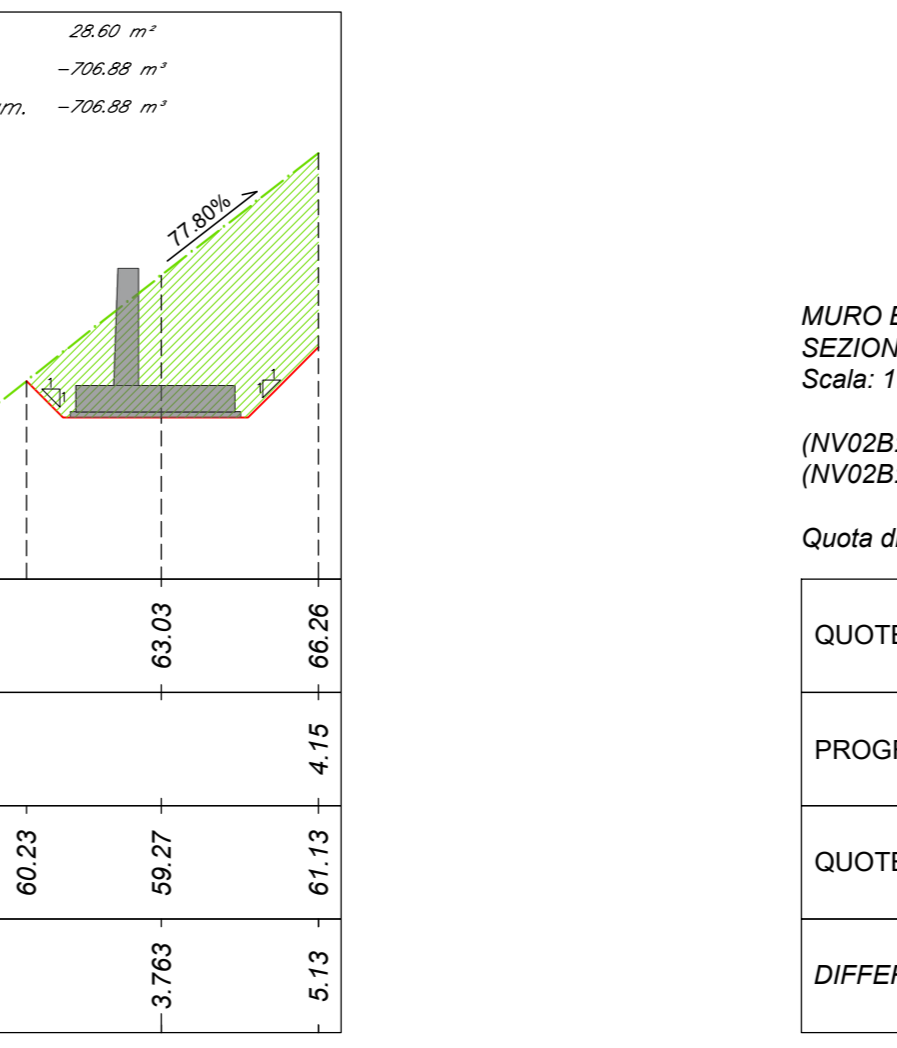 28.60 m²
-706.88 m³
m. -706.88 m³
77.80%
1
1
1
1
63.03
66.26
4.15
60.23
59.27
61.13
3.763
5.13
MURO
SEZION
Scala: 1
(NV02B
(NV02B
Quota di
QUOTE
PROGR
QUOTE
DIFFER